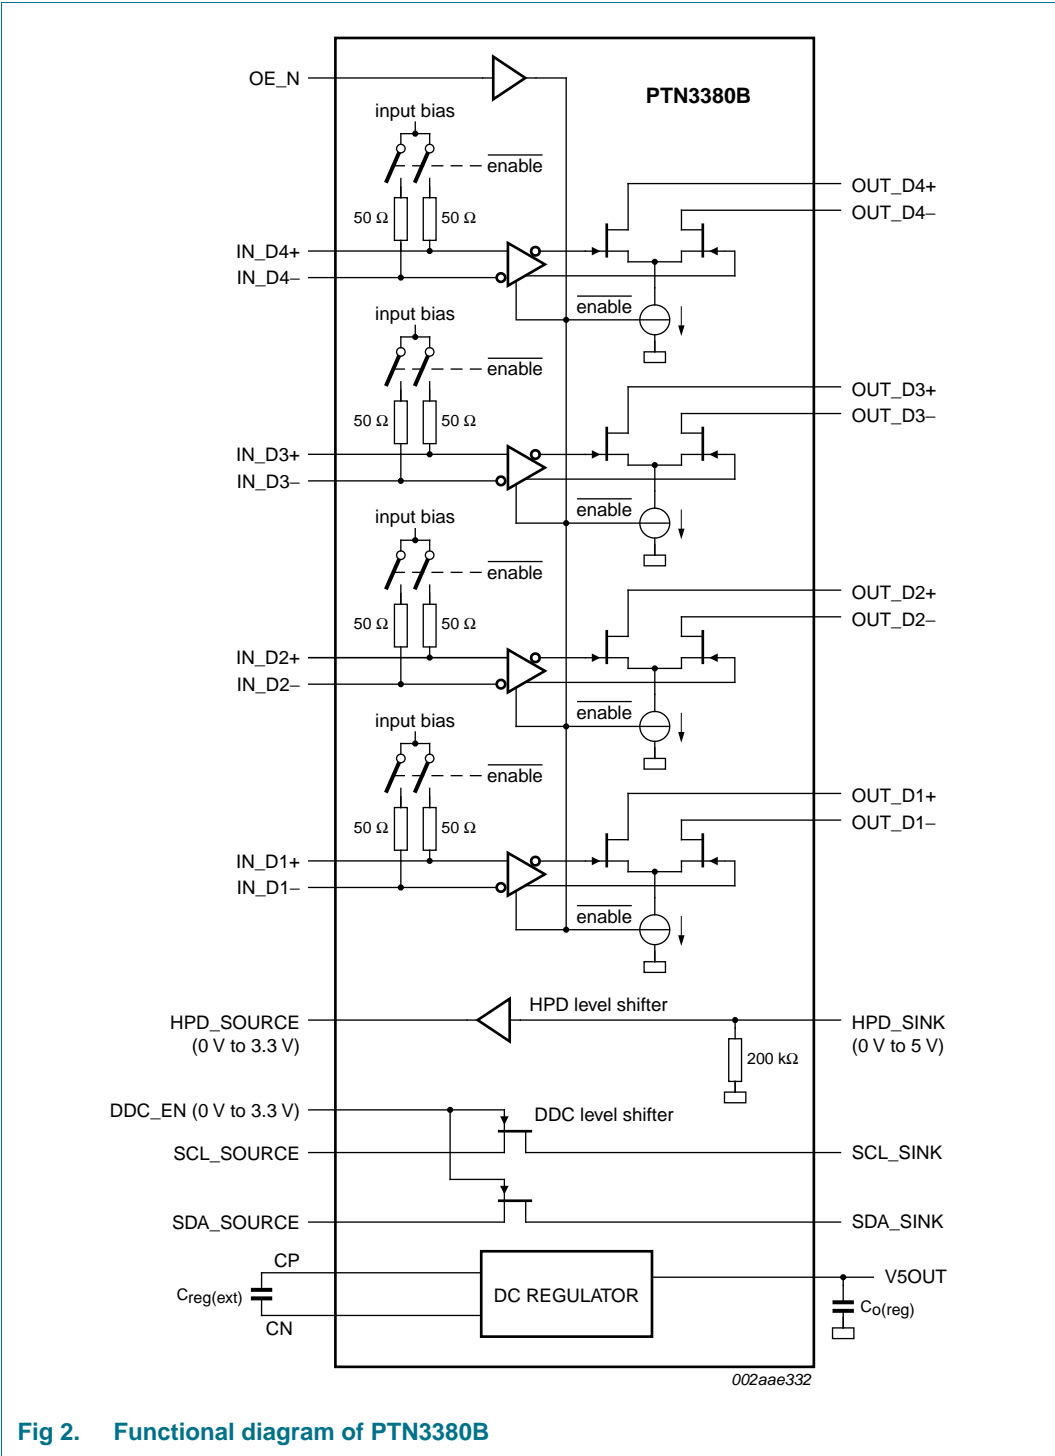 OE_N
PTN3380B
input bias
enable
OUT_D4+
50 Ω 50 Ω
OUT_D4−
IN_D4+
IN_D4−
enable
input bias
enable
OUT_D3+
50 Ω 50 Ω
OUT_D3−
IN_D3+
IN_D3−
enable
input bias
enable
OUT_D2+
50 Ω 50 Ω
OUT_D2−
IN_D2+
IN_D2−
enable
input bias
enable
OUT_D1+
50 Ω 50 Ω
OUT_D1−
IN_D1+
IN_D1−
enable
HPD level shifter
HPD_SOURCE
(0 V to 3.3 V)
HPD_SINK
(0 V to 5 V)
200 kΩ
DDC_EN (0 V to 3.3 V)
DDC level shifter
SCL_SOURCE
SCL_SINK
SDA_SOURCE
SDA_SINK
CP
V5OUT
Creg(ext)
DC REGULATOR
Co(reg)
CN
002aae332
Fig 2. Functional diagram of PTN3380B